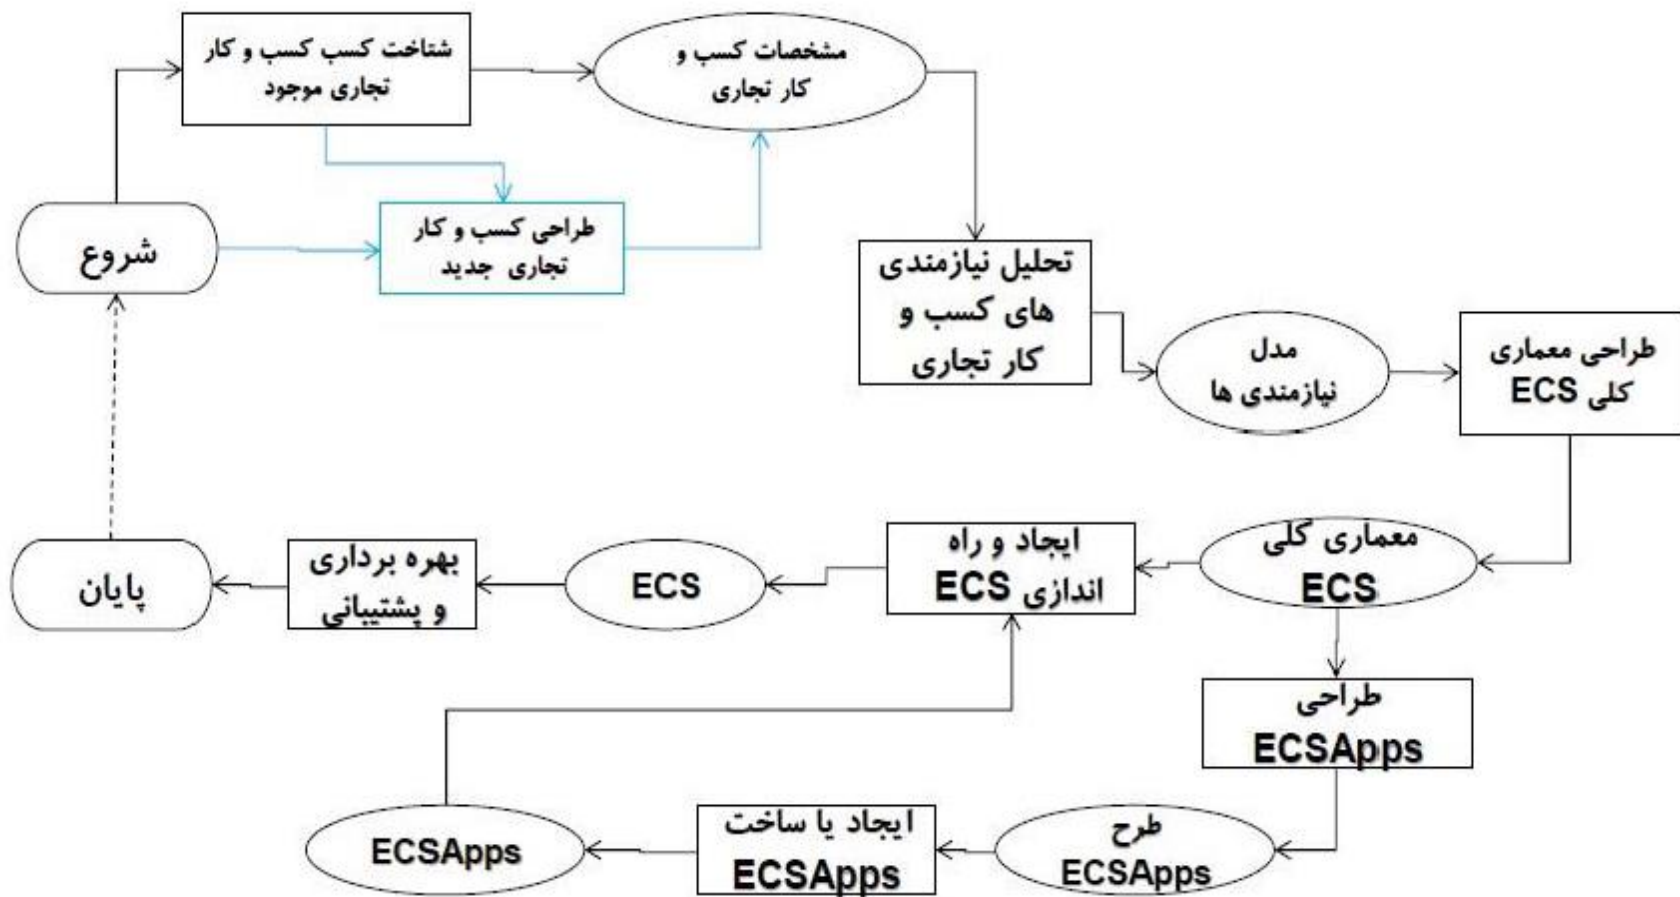 شتاخت کسب کسب و کار
تجاری موجود
مشخصات کسب و
کار تجاری
شروع
طراحی کسب و کار
تجاری جدید
تحلیل نیازمندی
های کسب و
کار تجاری
مدل
نیازمندی ها
طراحی معماری
کلی ECS
معماری کلی
ECS
ایجاد و راه
اندازی ECS
ECS
بهره برداری
و پشتیبانی
پایان
طراحی
ECSApps
طرح
ECSApps
ایجاد یا ساخت
ECSApps
ECSApps